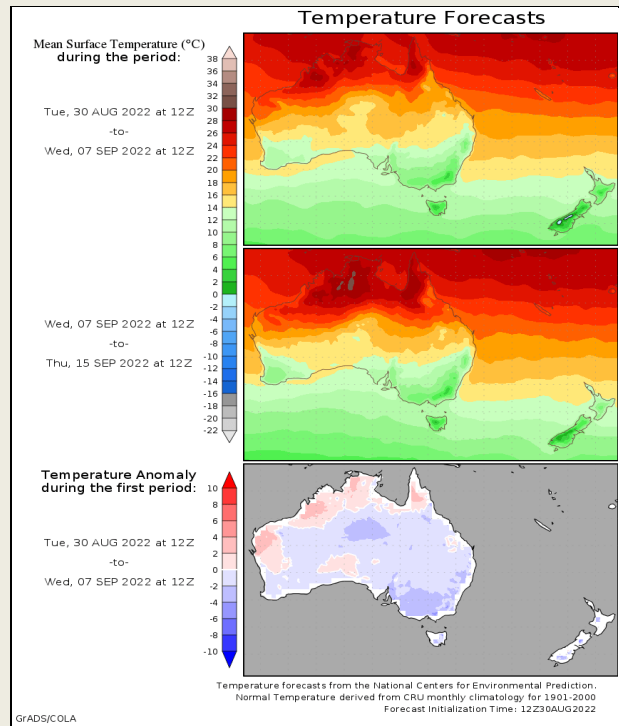 Temperature Forecasts
Mean Surface Temperature (°C)
during the period:
Tue, 30 AUG 2022 at 12Z
-to-
Wed, 07 SEP 2022 at 12Z
38
36
34
32
30
28
26
24
22
20
18
16
14
12
10
8
6
4
2
0
-2
-4
-6
-8
-10
-12
-14
-16
-18
-20
-22
Wed, 07 SEP 2022 at 12Z
-to-
Thu, 15 SEP 2022 at 12Z
Temperature Anomaly
during the first period:
Tue, 30 AUG 2022 at 12Z
-to-
Wed, 07 SEP 2022 at 12Z
10
8
6
4
2
0
-2
-4
-6
-8
-10
Temperature forecasts from the National Centers for Environmental Prediction.
Normal Temperature derived from CRU monthly climatology for 1901-2000
Forecast Initialization Time: 12Z30AUG2022
GrADS/COLA